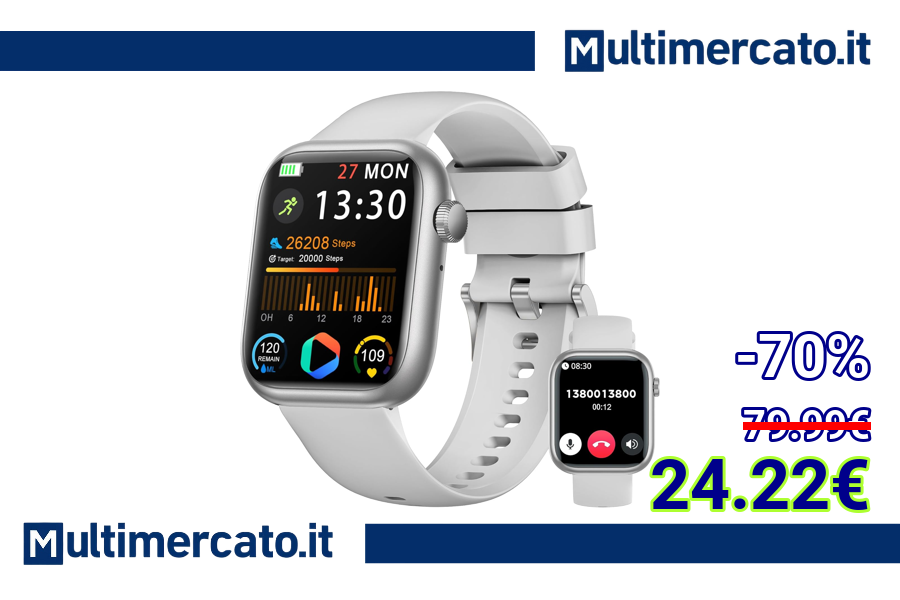 Multimercato.it
27 MON
13:30
26208 Steps
Target: 20000 Steps
0H 6 12 18 23
120
REMAIN
ML
109
08:30
1380013800
00:12
-70%
79.99€
24.22€
Multimercato.it